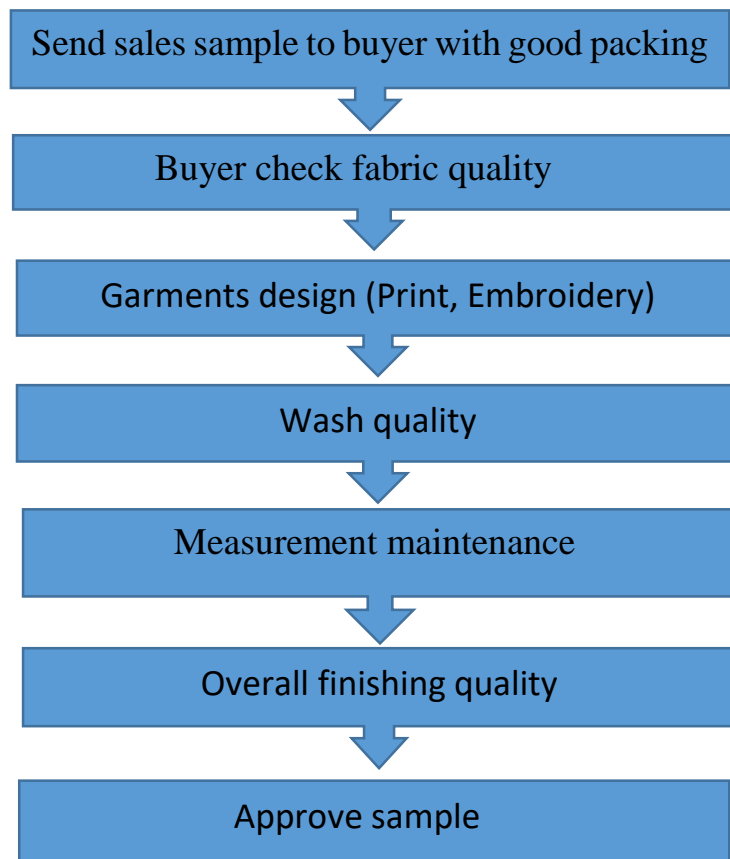 Send sales sample to buyer with good packing
Buyer check fabric quality
Garments design (Print, Embroidery)
Wash quality
Measurement maintenance
Overall finishing quality
Approve sample